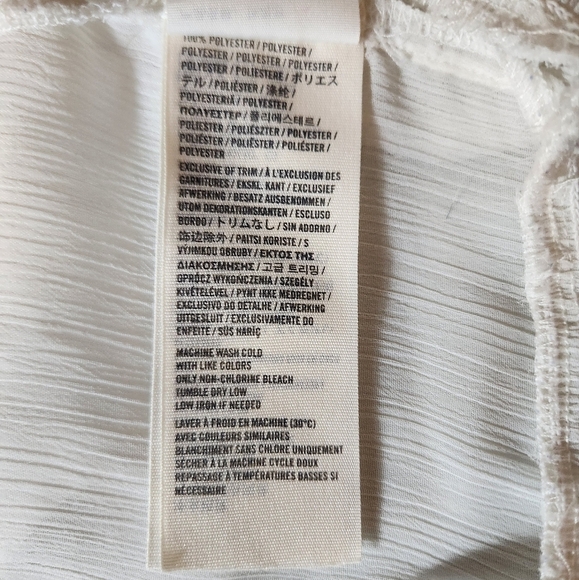 100% POLYESTER / POLYESTER /
POLYESTER / POLYESTER / POLYESTER /
POLYESTER / POLIESTERE / ポリエス
テル / POLIÉSTER / 涤纶 /
POLYESTERIÄ / POLYESTER /
ΠΟΛΥΕΣΤΕΡ / 폴리에스테르 /
POLIESTER / POLIÉSZTER / POLYESTER /
POLIÉSTER / POLIÉSTER / POLIÉSTER /
POLYESTER
EXCLUSIVE OF TRIM / À L'EXCLUSION DES
GARNITURES / EKSKL. KANT / EXCLUSIEF
AFWERKING / BESATZ AUSGENOMMEN /
UTOM DEKORATIONSKANTEN / ESCLUSO
BORDO / トリムなし / SIN ADORNO /
饰边除外 / PAITSI KORISTE / S
VÝJIMKOU OBRUBY / ΕΚΤΟΣ ΤΗΣ
ΔΙΑΚΟΣΜΗΣΗΣ / 고급 트리밍 /
OPRÓCZ WYKOŃCZENIA / SZEGÉLY
KIVÉTELÉVEL / PYNT IKKE MEDREGNET /
EXCLUSIVO DO DETALHE / AFWERKING
UITGESLUIT / EXCLUSIVAMENTE DO
ENFEITE / SÜS HARİÇ
MACHINE WASH COLD
WITH LIKE COLORS
ONLY NON-CHLORINE BLEACH
TUMBLE DRY LOW
LOW IRON IF NEEDED
LAVER À FROID EN MACHINE (30°C)
AVEC COULEURS SIMILAIRES
BLANCHIMENT SANS CHLORE UNIQUEMENT
SÉCHER À LA MACHINE CYCLE DOUX
REPASSAGE À TEMPÉRATURES BASSES SI
NÉCESSAIRE